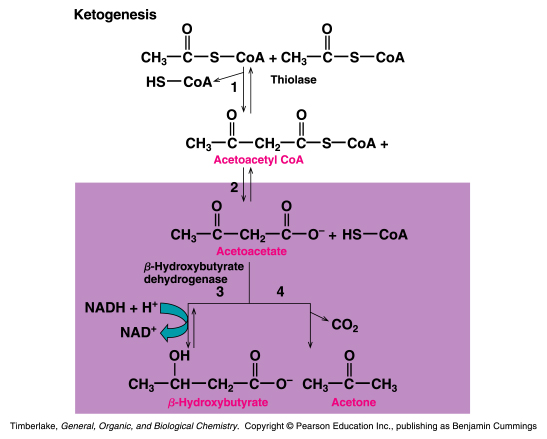 Ketogenesis
O O
CH₃—C—S—CoA + CH₃—C—S—CoA
HS—CoA 1 Thiolase
O O
CH₃—C—CH₂—C—S—CoA +
Acetoacetyl CoA
2
O O
CH₃—C—CH₂—C—O⁻ + HS—CoA
Acetoacetate
β-Hydroxybutyrate
dehydrogenase
3 4
NADH + H⁺
CO₂
NAD⁺
OH O O
CH₃—CH—CH₂—C—O⁻ CH₃—C—CH₃
β-Hydroxybutyrate Acetone
Timberlake, General, Organic, and Biological Chemistry. Copyright © Pearson Education Inc., publishing as Benjamin Cummings